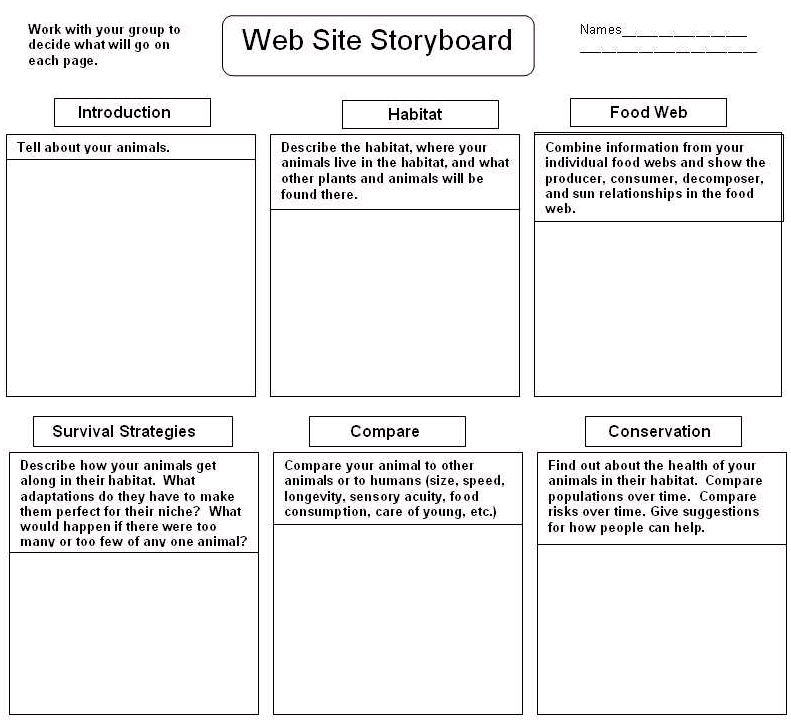 Work with your group to
decide what will go on
each page.
Web Site Storyboard
Names_________________
________________________
Introduction
Tell about your animals.
Habitat
Describe the habitat, where your
animals live in the habitat, and what
other plants and animals will be
found there.
Food Web
Combine information from your
individual food webs and show the
producer, consumer, decomposer,
and sun relationships in the food
web.
Survival Strategies
Describe how your animals get
along in their habitat.  What
adaptations do they have to make
them perfect for their niche?  What
would happen if there were too
many or too few of any one animal?
Compare
Compare your animal to other
animals or to humans (size, speed,
longevity, sensory acuity, food
consumption, care of young, etc.)
Conservation
Find out about the health of your
animals in their habitat.  Compare
populations over time.  Compare
risks over time. Give suggestions
for how people can help.